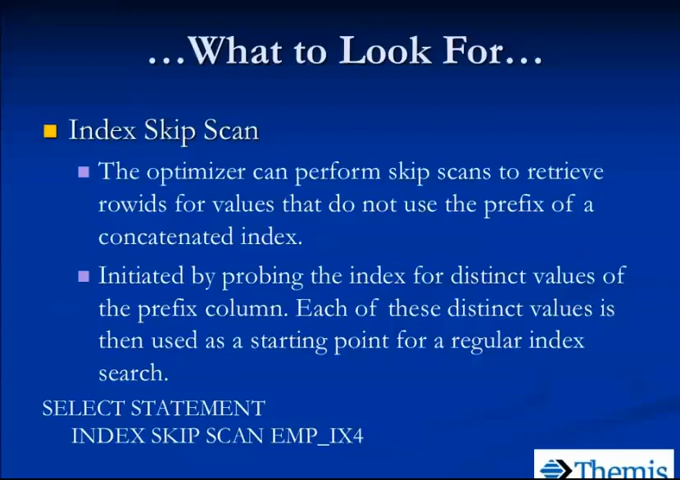 …What to Look For…
Index Skip Scan
The optimizer can perform skip scans to retrieve
rowids for values that do not use the prefix of a
concatenated index.
Initiated by probing the index for distinct values of
the prefix column. Each of these distinct values is
then used as a starting point for a regular index
search.
SELECT STATEMENT
INDEX SKIP SCAN EMP_IX4
Themis